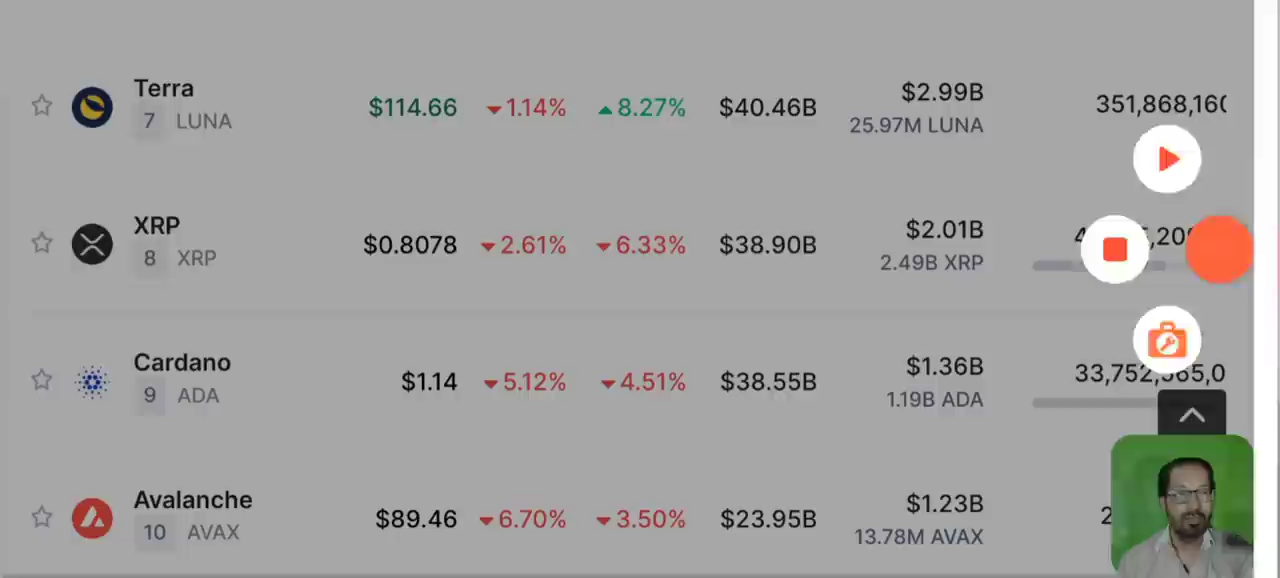 Terra
7 LUNA
$114.66 1.14% 8.27% $40.46B
$2.99B
25.97M LUNA
351,868,160
XRP
8 XRP
$0.8078 2.61% 6.33% $38.90B
$2.01B
2.49B XRP
Cardano
9 ADA
$1.14 5.12% 4.51% $38.55B
$1.36B
1.19B ADA
Avalanche
10 AVAX
$89.46 6.70% 3.50% $23.95B
$1.23B
13.78M AVAX